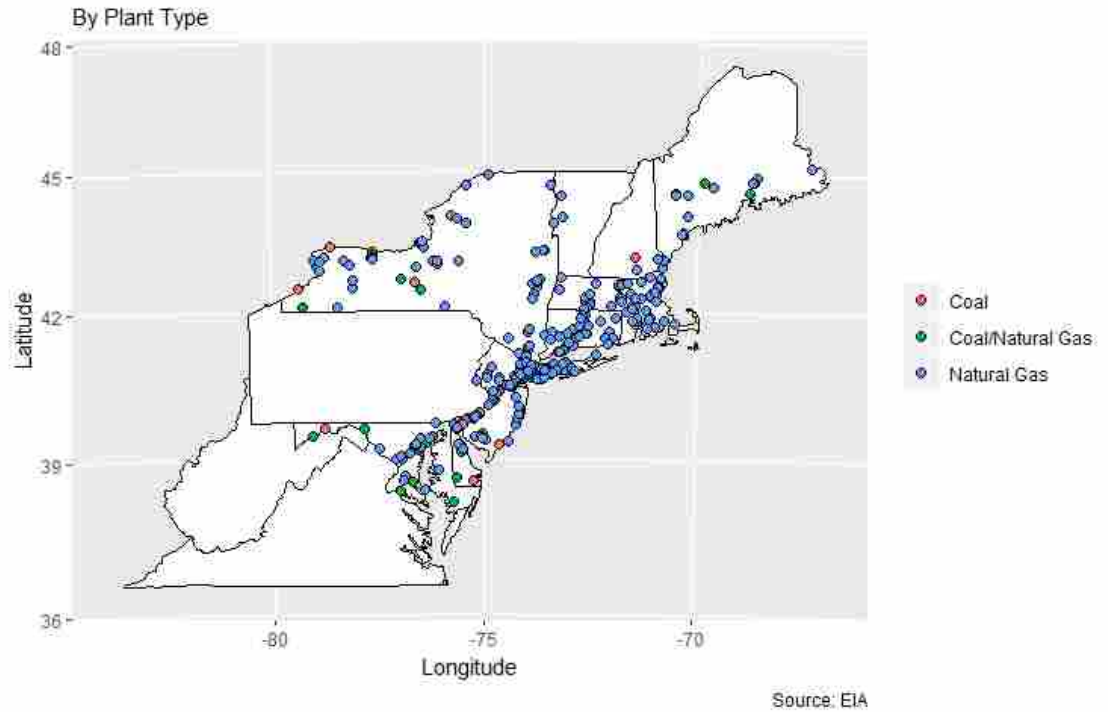 By Plant Type
48
45
42
39
36
Latitude
-80
-75
-70
Longitude
Coal
Coal/Natural Gas
Natural Gas
Source: EIA